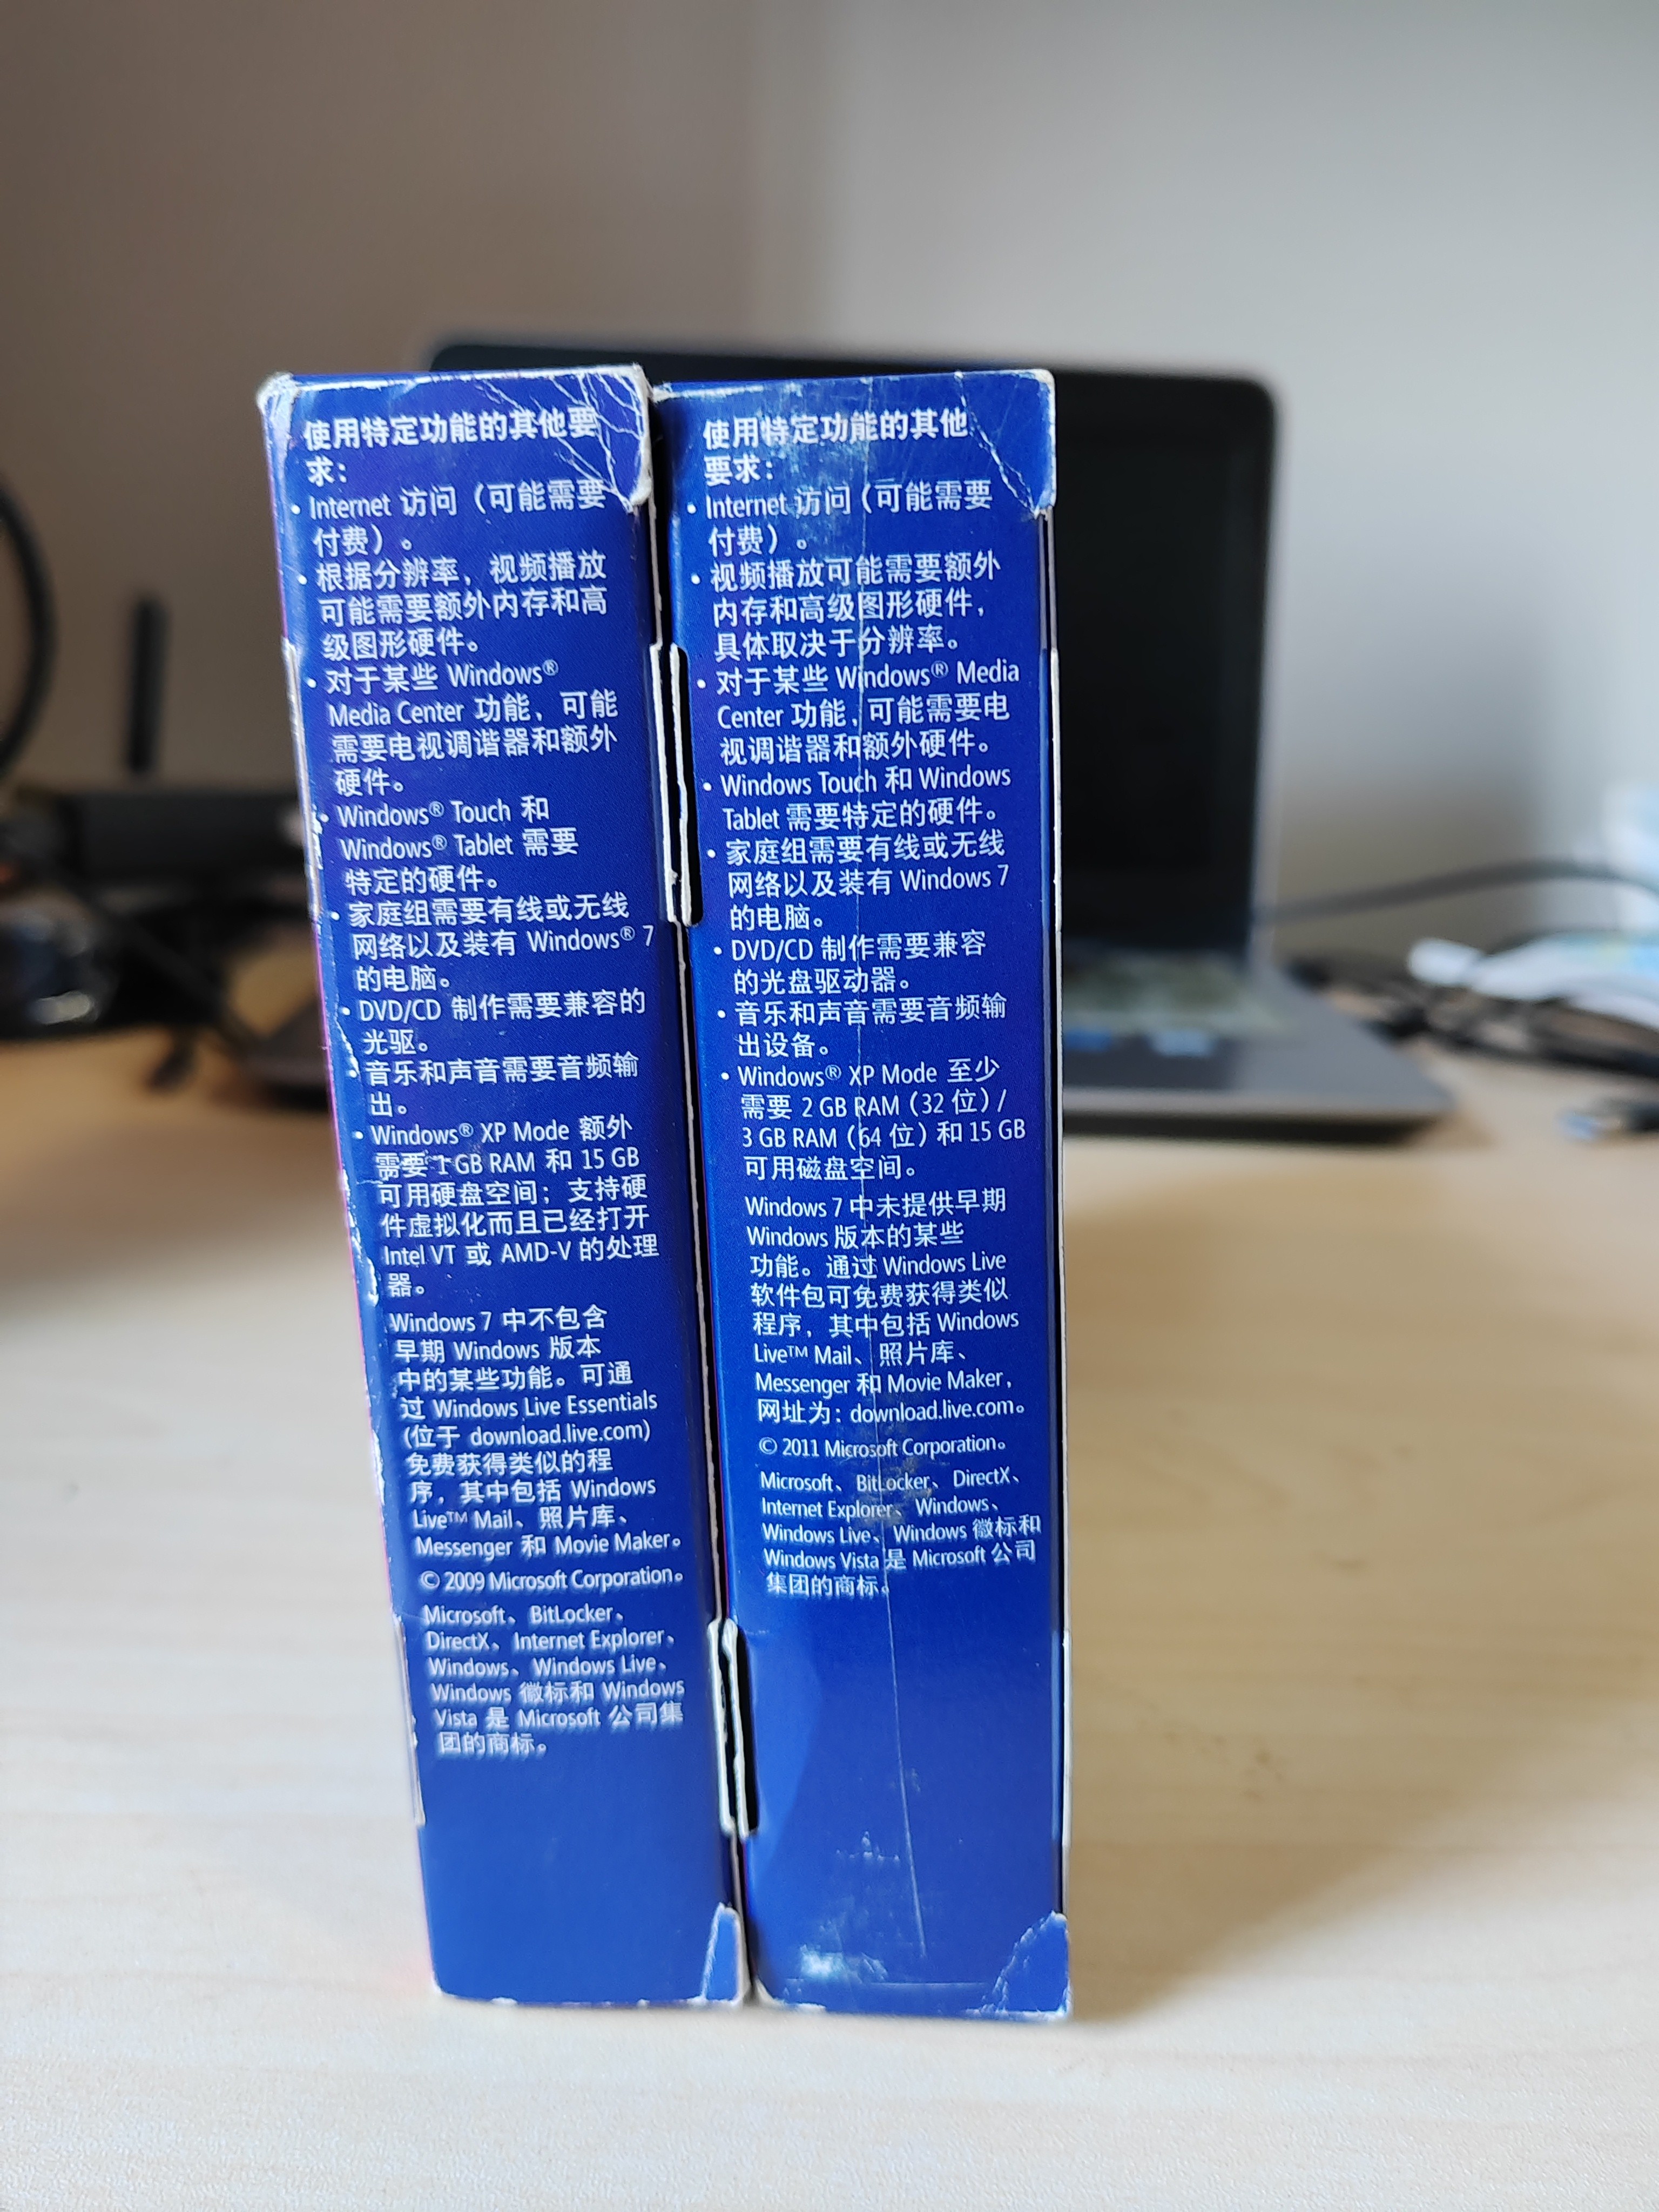 使用特定功能的其他要
求：
• Internet 访问（可能需要
付费）。
• 根据分辨率，视频播放
可能需要额外内存和高
级图形硬件。
• 对于某些 Windows®
Media Center 功能，可能
需要电视调谐器和额外
硬件。
• Windows® Touch 和
Windows® Tablet 需要
特定的硬件。
• 家庭组需要有线或无线
网络以及装有 Windows® 7
的电脑。
• DVD/CD 制作需要兼容的
光驱。
• 音乐和声音需要音频输
出。
• Windows® XP Mode 额外
需要 1 GB RAM 和 15 GB
可用硬盘空间；支持硬
件虚拟化而且已经打开
Intel VT 或 AMD-V 的处理
器。
Windows 7 中不包含
早期 Windows 版本
中的某些功能。可通
过 Windows Live Essentials
(位于 download.live.com)
免费获得类似的程
序，其中包括 Windows
Live™ Mail、照片库、
Messenger 和 Movie Maker。
© 2009 Microsoft Corporation。
Microsoft、BitLocker、
DirectX、Internet Explorer、
Windows、Windows Live、
Windows 徽标和 Windows
Vista 是 Microsoft 公司集
团的商标。
使用特定功能的其他
要求：
• Internet 访问（可能需要
付费）。
• 视频播放可能需要额外
内存和高级图形硬件，
具体取决于分辨率。
• 对于某些 Windows® Media
Center 功能，可能需要电
视调谐器和额外硬件。
• Windows Touch 和 Windows
Tablet 需要特定的硬件。
• 家庭组需要有线或无线
网络以及装有 Windows 7
的电脑。
• DVD/CD 制作需要兼容
的光盘驱动器。
• 音乐和声音需要音频输
出设备。
• Windows® XP Mode 至少
需要 2 GB RAM（32 位）/
3 GB RAM（64 位）和 15 GB
可用磁盘空间。
Windows 7 中未提供早期
Windows 版本的某些
功能。通过 Windows Live
软件包可免费获得类似
程序，其中包括 Windows
Live™ Mail、照片库、
Messenger 和 Movie Maker，
网址为：download.live.com。
© 2011 Microsoft Corporation。
Microsoft、BitLocker、DirectX、
Internet Explorer、Windows、
Windows Live、Windows 徽标和
Windows Vista 是 Microsoft 公司
集团的商标。